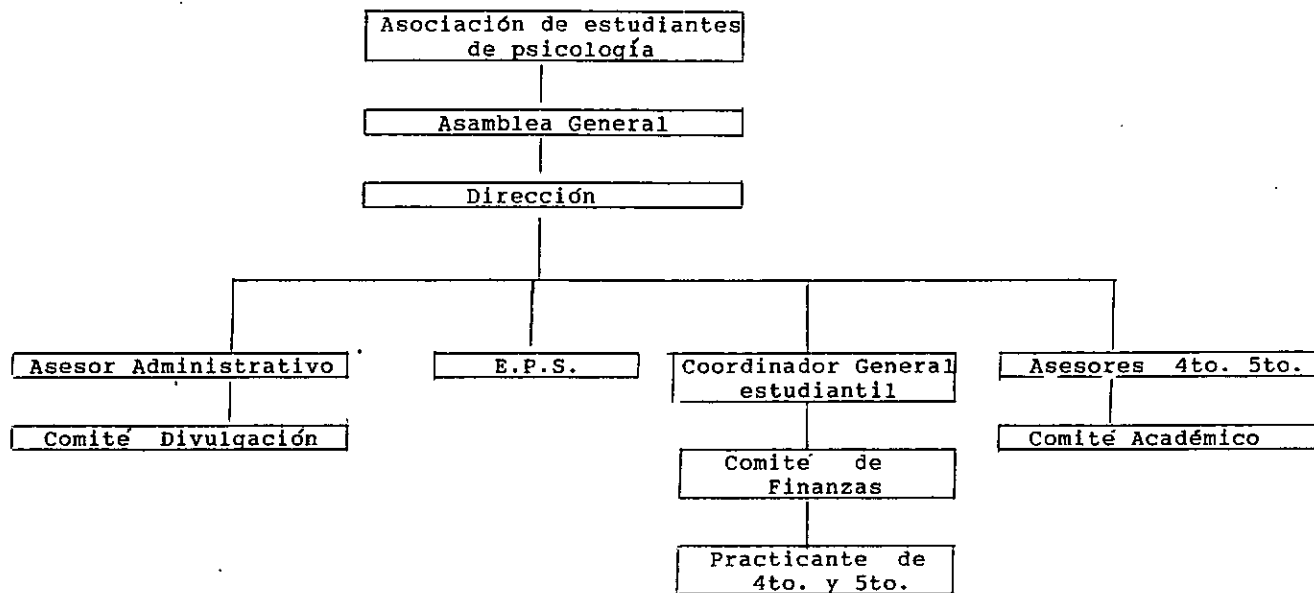 Asociación de estudiantes
de psicología
Asamblea General
Dirección
Asesor Administrativo
E.P.S.
Coordinador General
estudiantil
Asesores 4to. 5to.
Comité Divulgación
Comité Académico
Comité de
Finanzas
Practicante de
4to. y 5to.